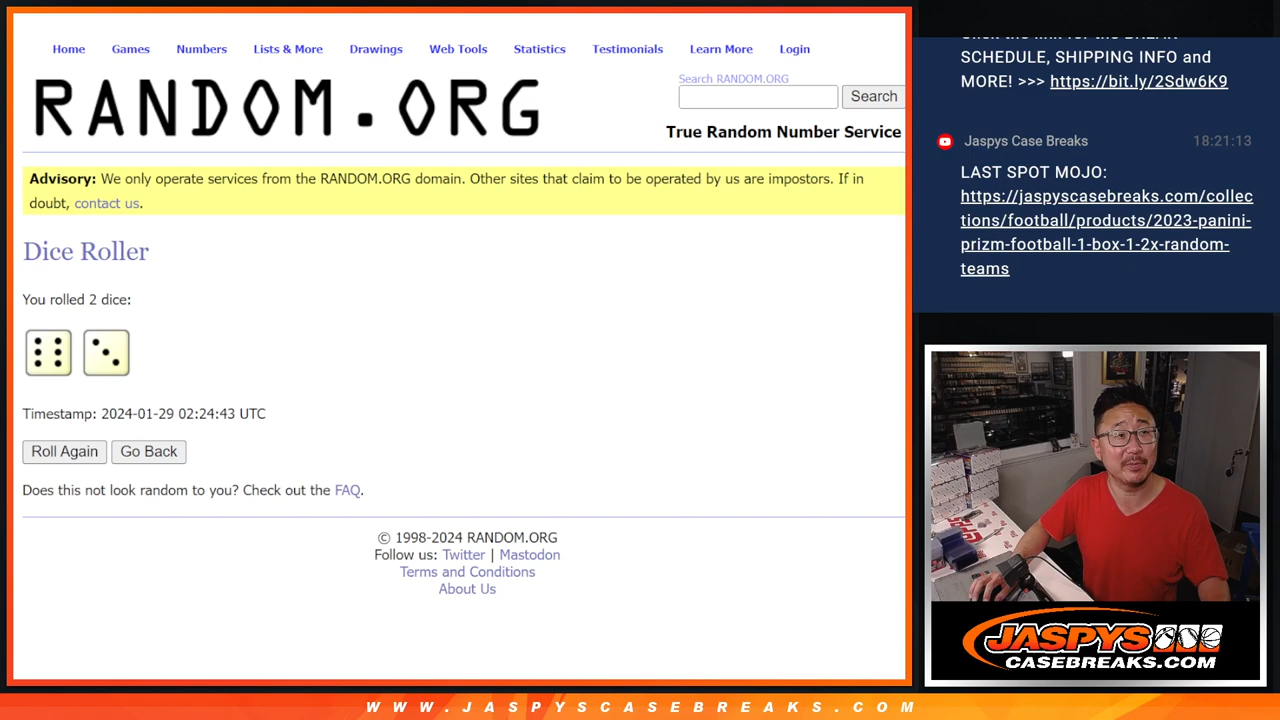 Home Games Numbers Lists & More Drawings Web Tools Statistics Testimonials Learn More Login
RANDOM.ORG
Search RANDOM.ORG
Search
True Random Number Service
Advisory: We only operate services from the RANDOM.ORG domain. Other sites that claim to be operated by us are impostors. If in
doubt, contact us.
Dice Roller
You rolled 2 dice:
Timestamp: 2024-01-29 02:24:43 UTC
Roll Again Go Back
Does this not look random to you? Check out the FAQ.
© 1998-2024 RANDOM.ORG
Follow us: Twitter | Mastodon
Terms and Conditions
About Us
SCHEDULE, SHIPPING INFO and
MORE! >>> https://bit.ly/2Sdw6K9
Jaspys Case Breaks 18:21:13
LAST SPOT MOJO:
https://jaspyscasebreaks.com/collec
tions/football/products/2023-panini-
prizm-football-1-box-1-2x-random-
teams
JASPYS
CASEBREAKS.COM
WWW.JASPYSCASEBREAKS.COM